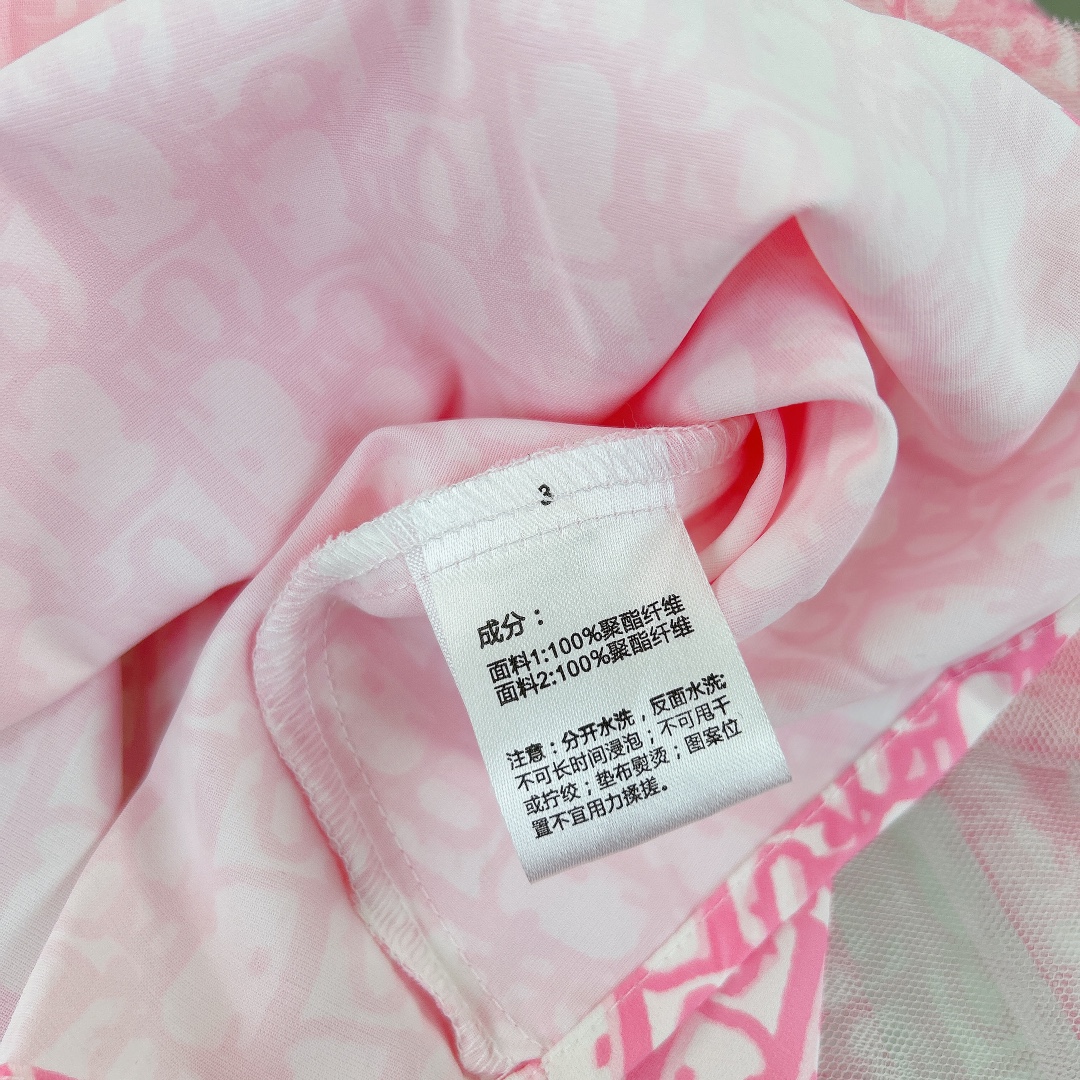 3
成分：
面料1:100%聚酯纤维
面料2:100%聚酯纤维
注意：分开水洗，反面水洗;
不可长时间浸泡；不可甩干
或拧绞；垫布熨烫；图案位
置不宜用力揉搓。